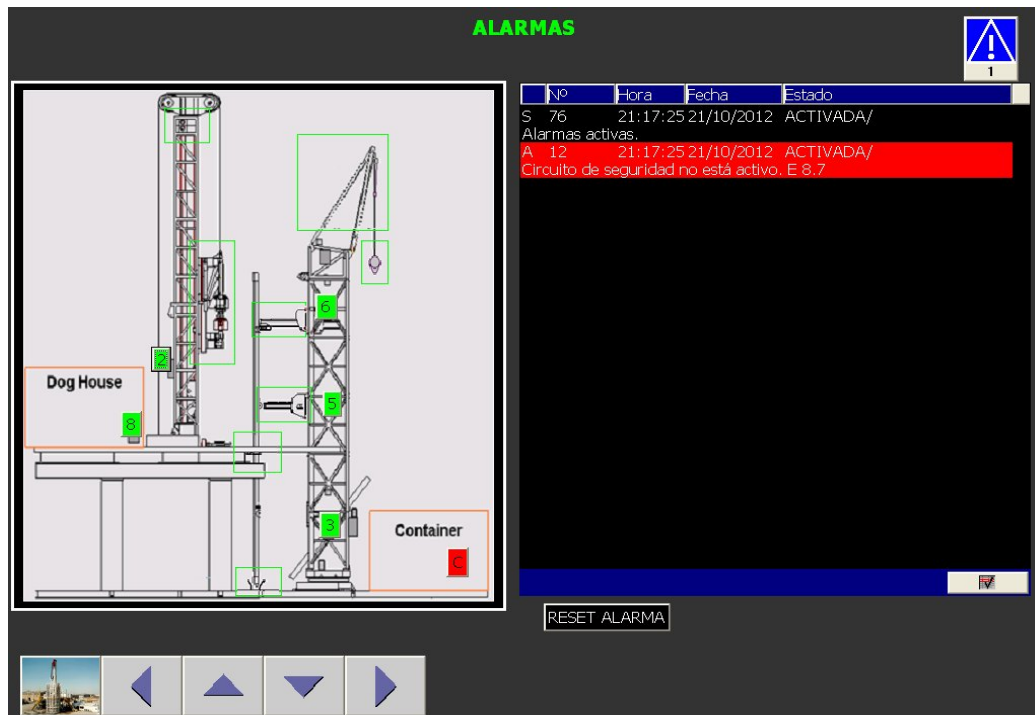 ALARMAS
1
Nº Hora Fecha Estado
S 76 21:17:25 21/10/2012 ACTIVADA/
Alarmas activas.
A 12 21:17:25 21/10/2012 ACTIVADA/
Circuito de seguridad no está activo. E 8.7
6
2
Dog House
5
8
3
Container
C
RESET ALARMA